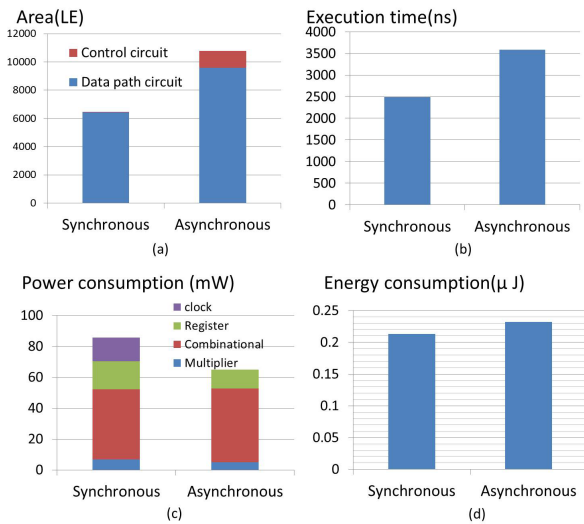 Area(LE)
12000
10000
8000
6000
4000
2000
0
Control circuit
Data path circuit
Synchronous Asynchronous
(a)
Execution time(ns)
4000
3500
3000
2500
2000
1500
1000
500
0
Synchronous Asynchronous
(b)
Power consumption (mW)
100
80
60
40
20
0
clock
Register
Combinational
Multiplier
Synchronous Asynchronous
(c)
Energy consumption(μ J)
0.25
0.2
0.15
0.1
0.05
0
Synchronous Asynchronous
(d)